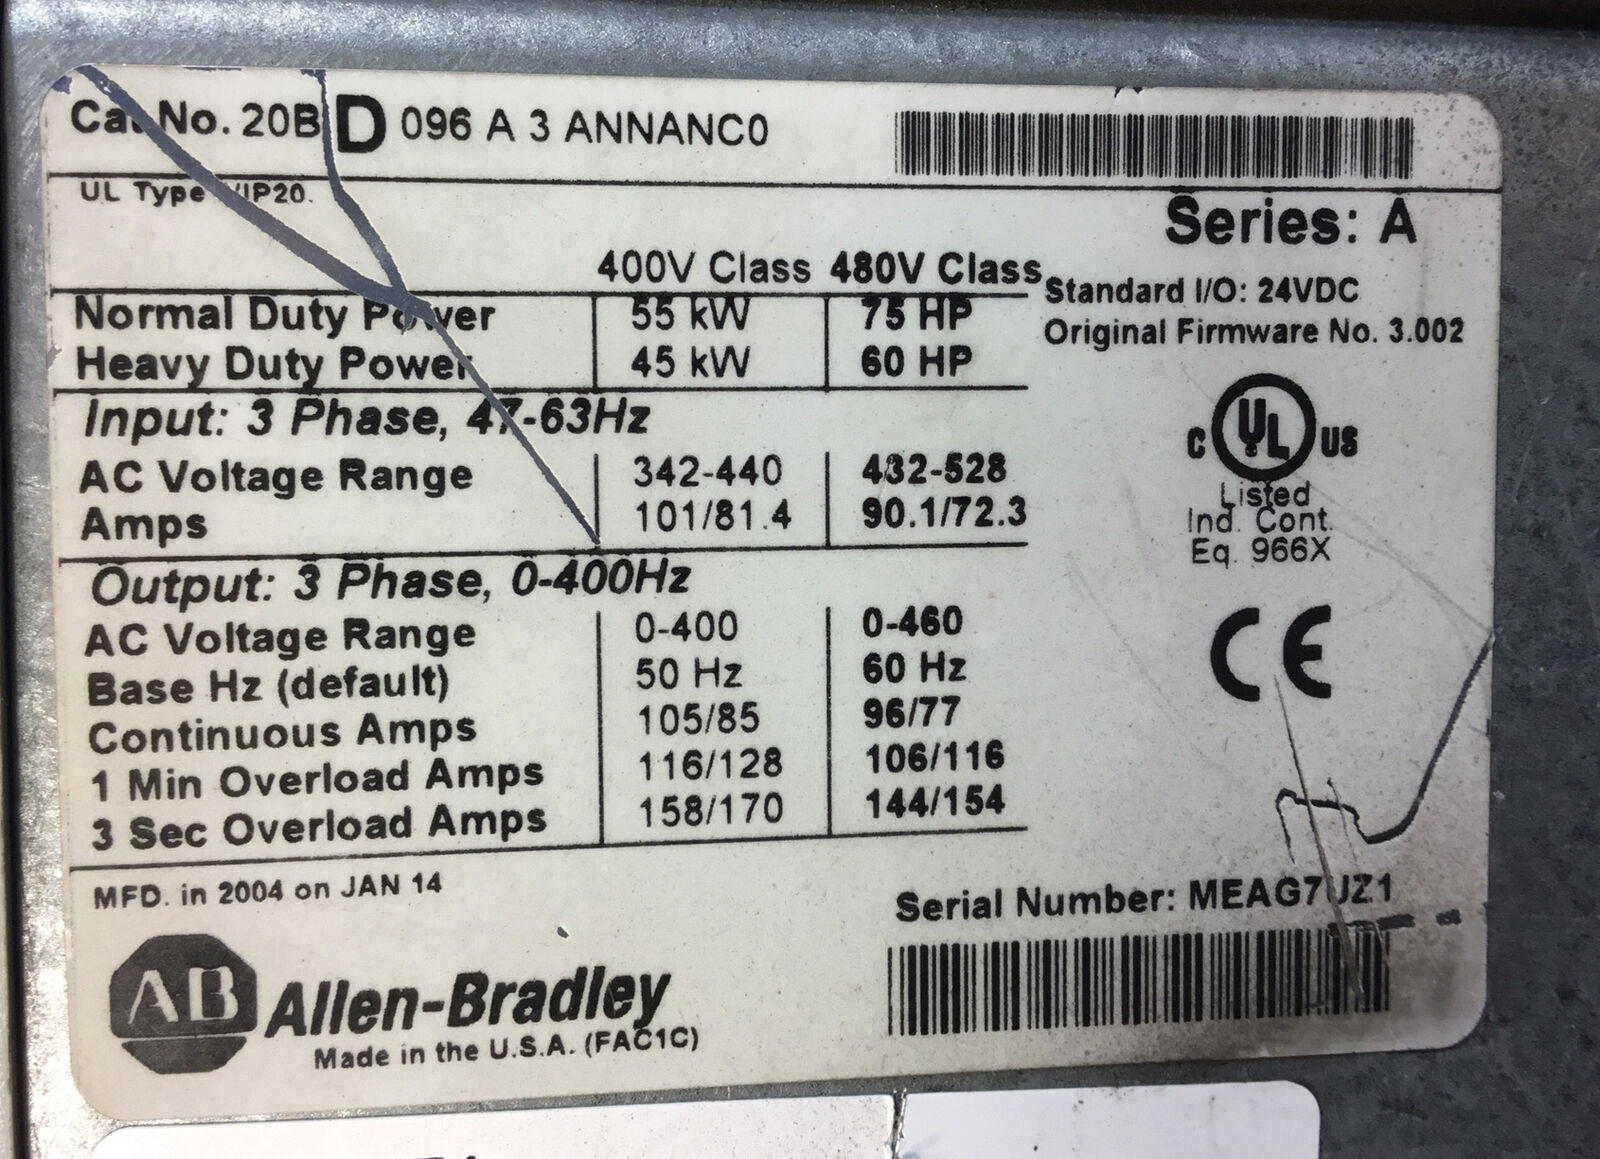 Cat No. 20B D 096 A 3 ANNANC0
UL Type /IP20.
Series: A
400V Class 480V Class
Standard I/O: 24VDC
Normal Duty Power 55 kW 75 HP
Original Firmware No. 3.002
Heavy Duty Power 45 kW 60 HP
Input: 3 Phase, 47-63Hz
C UL US
AC Voltage Range 342-440 432-528
Listed
Amps 101/81.4 90.1/72.3
Ind. Cont.
Eq. 966X
Output: 3 Phase, 0-400Hz
AC Voltage Range 0-400 0-460
CE
Base Hz (default) 50 Hz 60 Hz
Continuous Amps 105/85 96/77
1 Min Overload Amps 116/128 106/116
3 Sec Overload Amps 158/170 144/154
MFD. in 2004 on JAN 14
Serial Number: MEAG7UZ1
AB Allen-Bradley
Made in the U.S.A. (FAC1C)